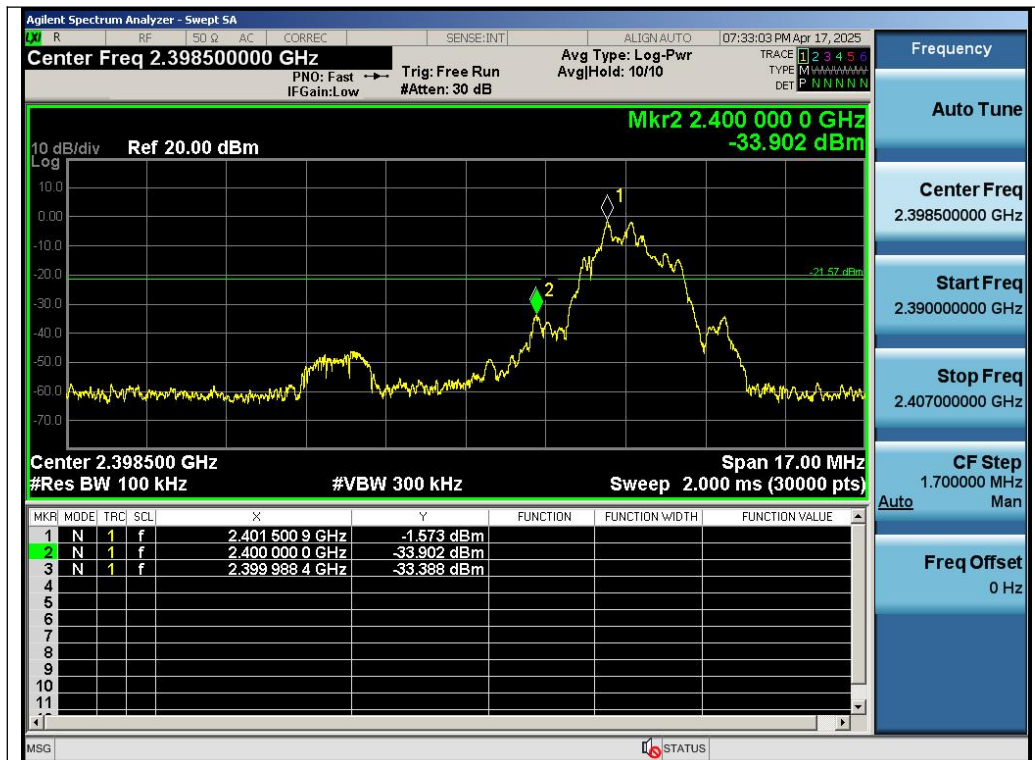 Agilent Spectrum Analyzer - Swept SA
LXI R RF 50 Ω AC CORREC SENSE:INT ALIGN AUTO 07:33:03 PM Apr 17, 2025
Center Freq 2.398500000 GHz
PNO: Fast
IFGain:Low
Trig: Free Run
#Atten: 30 dB
Avg Type: Log-Pwr
Avg|Hold: 10/10
TRACE 1 2 3 4 5 6
TYPE M
DET P N N N N N
Mkr2 2.400 000 0 GHz
-33.902 dBm
10 dB/div Ref 20.00 dBm
Log
10.0
0.00
-10.0
-20.0
-30.0
-40.0
-50.0
-60.0
-70.0
1
2
-21.57 dBm
Center 2.398500 GHz Span 17.00 MHz
#Res BW 100 kHz #VBW 300 kHz Sweep 2.000 ms (30000 pts)
MKR MODE TRC SCL X Y FUNCTION FUNCTION WIDTH FUNCTION VALUE
1 N 1 f 2.401 500 9 GHz -1.573 dBm
2 N 1 f 2.400 000 0 GHz -33.902 dBm
3 N 1 f 2.399 988 4 GHz -33.388 dBm
4
5
6
7
8
9
10
11
MSG STATUS
Frequency
Auto Tune
Center Freq
2.398500000 GHz
Start Freq
2.390000000 GHz
Stop Freq
2.407000000 GHz
CF Step
1.700000 MHz
Auto Man
Freq Offset
0 Hz